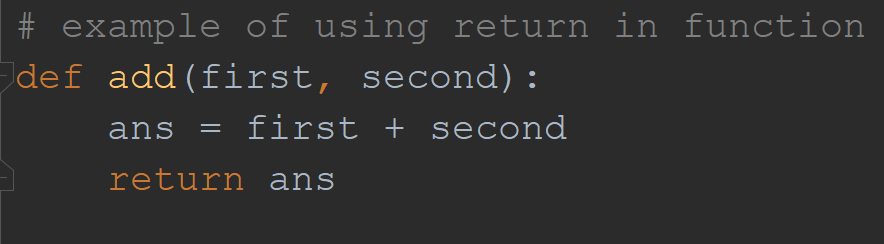 # example of using return in function
def add(first, second):
    ans = first + second
    return ans